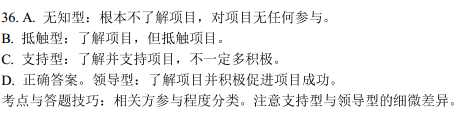 36. A. 无知型：根本不了解项目，对项目无任何参与。
B. 抵触型：了解项目，但抵触项目。
C. 支持型：了解并支持项目，不一定多积极。
D. 正确答案。领导型：了解项目并积极促进项目成功。
考点与答题技巧：相关方参与程度分类。注意支持型与领导型的细微差异。